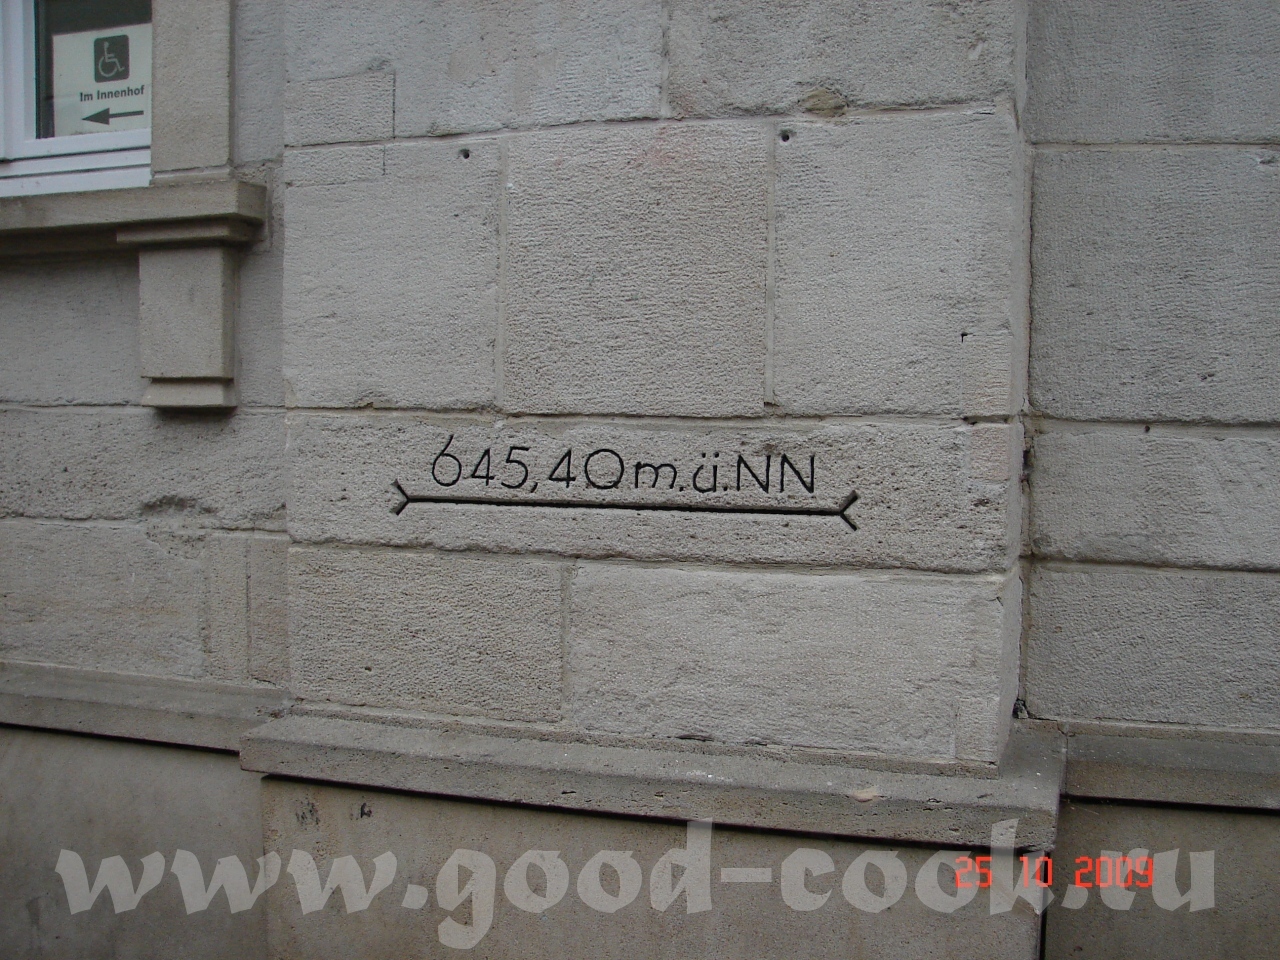 Im Innenhof
645,40m.ü.NN
25 10 2009
www.good-cook.ru